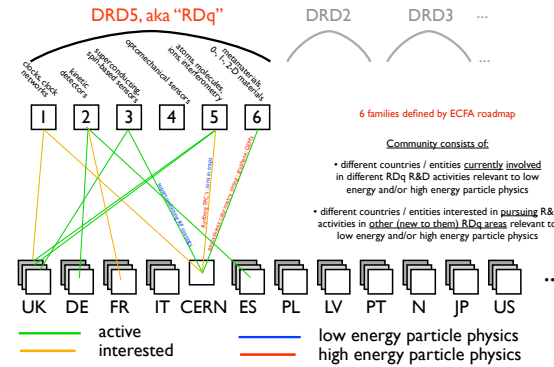 DRD5, aka “RDq”
DRD2
DRD3
...
...
clocks, clock
networks
kinetic
detectors
superconducting,
spin-based sensors
optomechanical sensors
atoms, molecules,
ions, interferometry
metamaterials,
0-, 1-, 2-D materials
1
2
3
4
5
6
6 families defined by ECFA roadmap
Community consists of:
• different countries / entities currently involved
in different RDq R&D activities relevant to low
energy and/or high energy particle physics
• different countries / entities interested in pursuing R&
activities in other (new to them) RDq areas relevant to
low energy and/or high energy particle physics
Rydberg TPC's, ions in traps
UK
DE
FR
IT
CERN
ES
PL
LV
PT
N
JP
US
...
active
interested
low energy particle physics
high energy particle physics